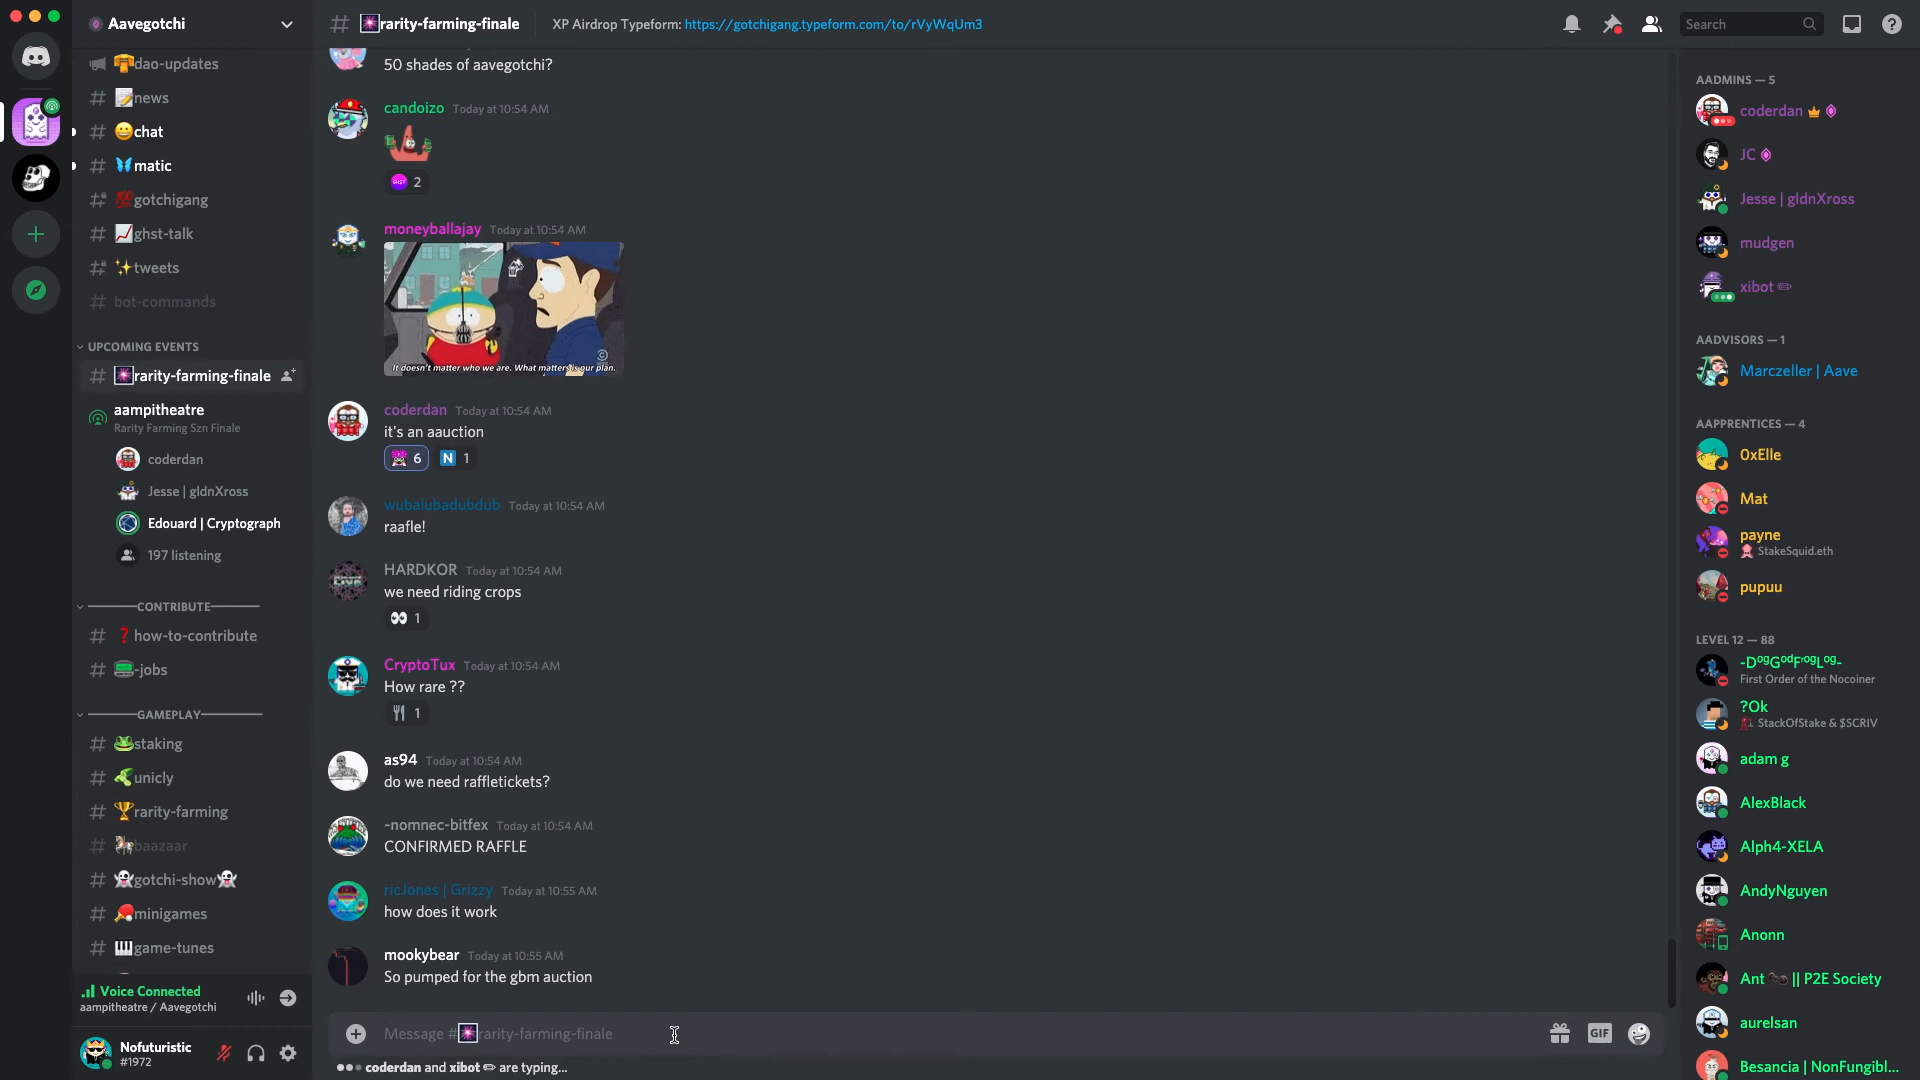 Aavegotchi
dao-updates
news
chat
matic
gotchigang
ghst-talk
tweets
bot-commands
UPCOMING EVENTS
rarity-farming-finale
aampitheatre
Rarity Farming Szn Finale
coderdan
Jesse | gldnXross
Edouard | Cryptograph
197 listening
CONTRIBUTE
how-to-contribute
-jobs
GAMEPLAY
staking
unicly
rarity-farming
baazaar
gotchi-show
minigames
game-tunes
Voice Connected
aampitheatre / Aavegotchi
Nofuturistic
#1972
rarity-farming-finale
XP Airdrop Typeform: https://gotchigang.typeform.com/to/rVyWqUm3
Search
50 shades of aavegotchi?
candoizo Today at 10:54 AM
2
moneyballajay Today at 10:54 AM
It doesn't matter who we are. What matters is our plan.
coderdan Today at 10:54 AM
it's an aauction
6 N 1
wubalubadubdub Today at 10:54 AM
raafle!
HARDKOR Today at 10:54 AM
we need riding crops
1
CryptoTux Today at 10:54 AM
How rare ??
1
as94 Today at 10:54 AM
do we need raffletickets?
~nomnec-bitfex Today at 10:54 AM
CONFIRMED RAFFLE
ricJones | Grizzy Today at 10:55 AM
how does it work
mookybear Today at 10:55 AM
So pumped for the gbm auction
Message #rarity-farming-finale
GIF
coderdan and xibot are typing...
AADMINS — 5
coderdan
JC
Jesse | gldnXross
mudgen
xibot
AADVISORS — 1
Marczeller | Aave
AAPPRENTICES — 4
0xElle
Mat
payne
StakeSquid.eth
pupuu
LEVEL 12 — 88
-DᵒᵍGᵒᵈFʳᵒᵍLᵒᵍ-
First Order of the Nocoiner
?Ok
StackOfStake & $SCRIV
adam g
AlexBlack
Alph4-XELA
AndyNguyen
Anonn
Ant || P2E Society
aurelsan
Besancia | NonFungibl...